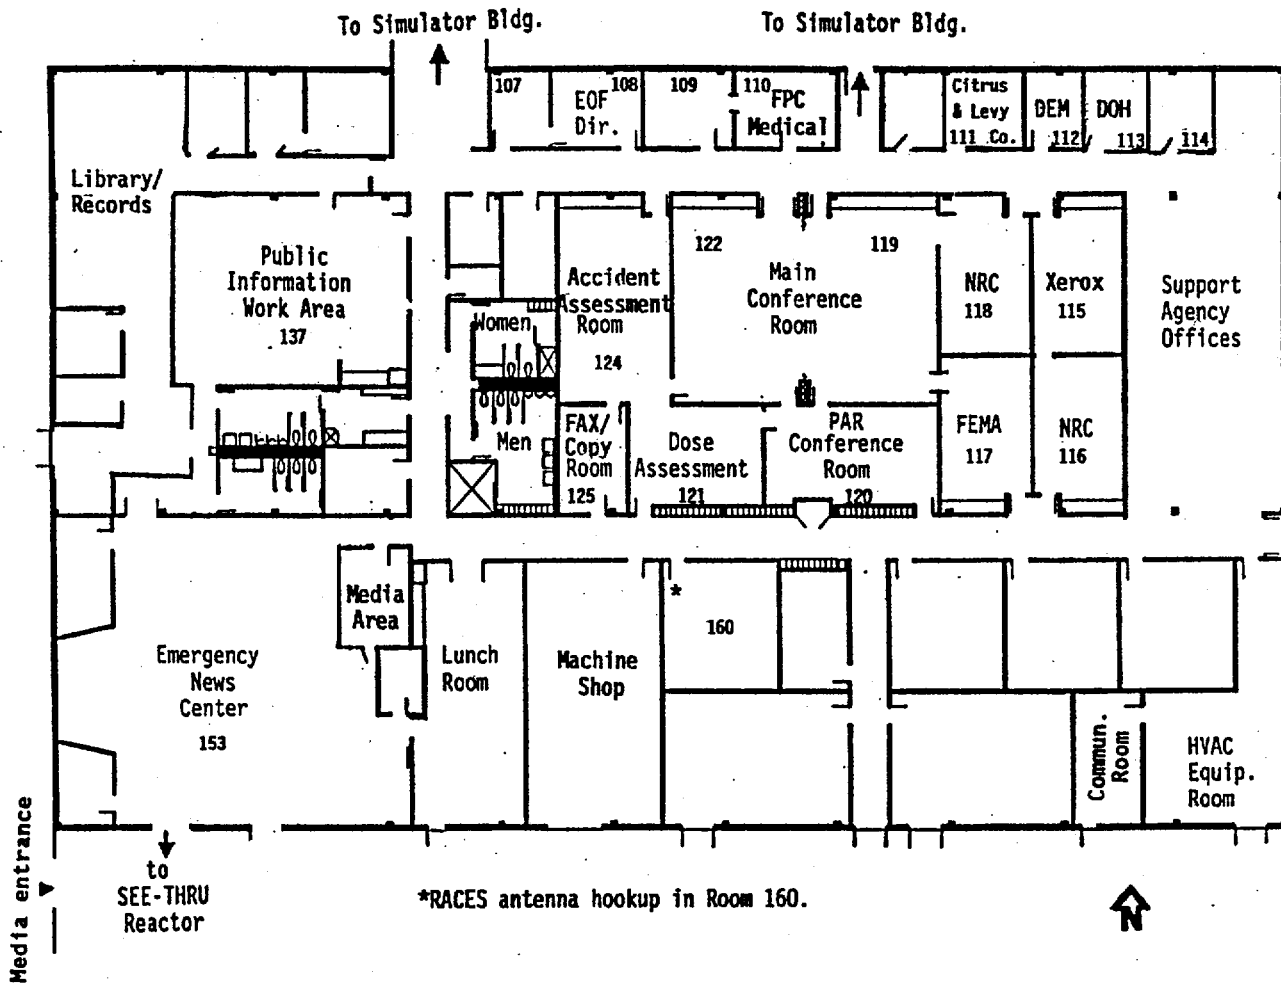 To Simulator Bldg.
To Simulator Bldg.
107
EOF
Dir.
108
109
110
FPC
Medical
Citrus
& Levy
111 Co.
DEM
112
DOH
113
114
Library/
Records
Public
Information
Work Area
137
Women
Men
Accident
Assessment
Room
124
122
Main
Conference
Room
119
NRC
118
Xerox
115
Support
Agency
Offices
FAX/
Copy
Room
125
Dose
Assessment
121
PAR
Conference
Room
120
FEMA
117
NRC
116
Media
Area
Emergency
News
Center
153
Lunch
Room
Machine
Shop
*
160
Commun.
Room
HVAC
Equip.
Room
Media entrance
to
SEE-THRU
Reactor
*RACES antenna hookup in Room 160.
N